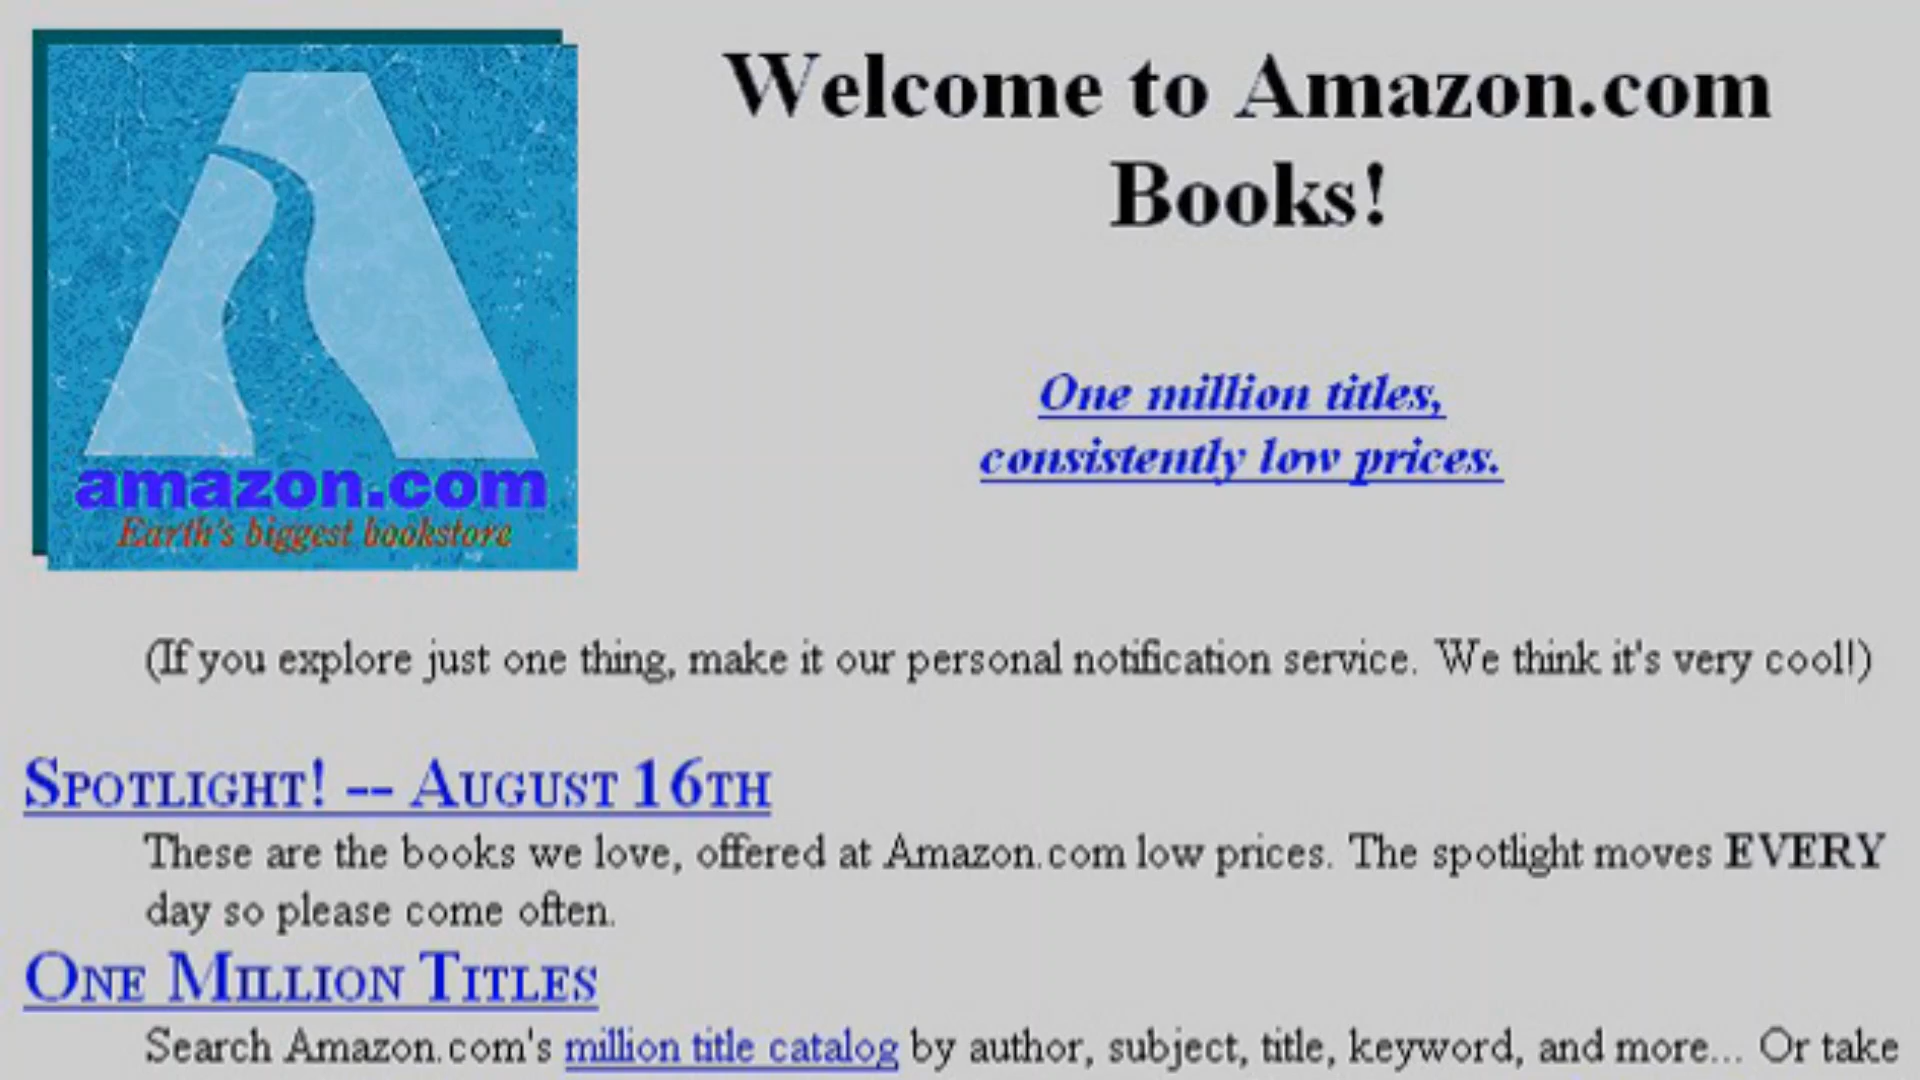 Welcome to Amazon.com
Books!
One million titles,
consistently low prices.
amazon.com
Earth's biggest bookstore
(If you explore just one thing, make it our personal notification service. We think it's very cool!)
SPOTLIGHT! -- AUGUST 16TH
These are the books we love, offered at Amazon.com low prices. The spotlight moves EVERY
day so please come often.
ONE MILLION TITLES
Search Amazon.com's million title catalog by author, subject, title, keyword, and more... Or take